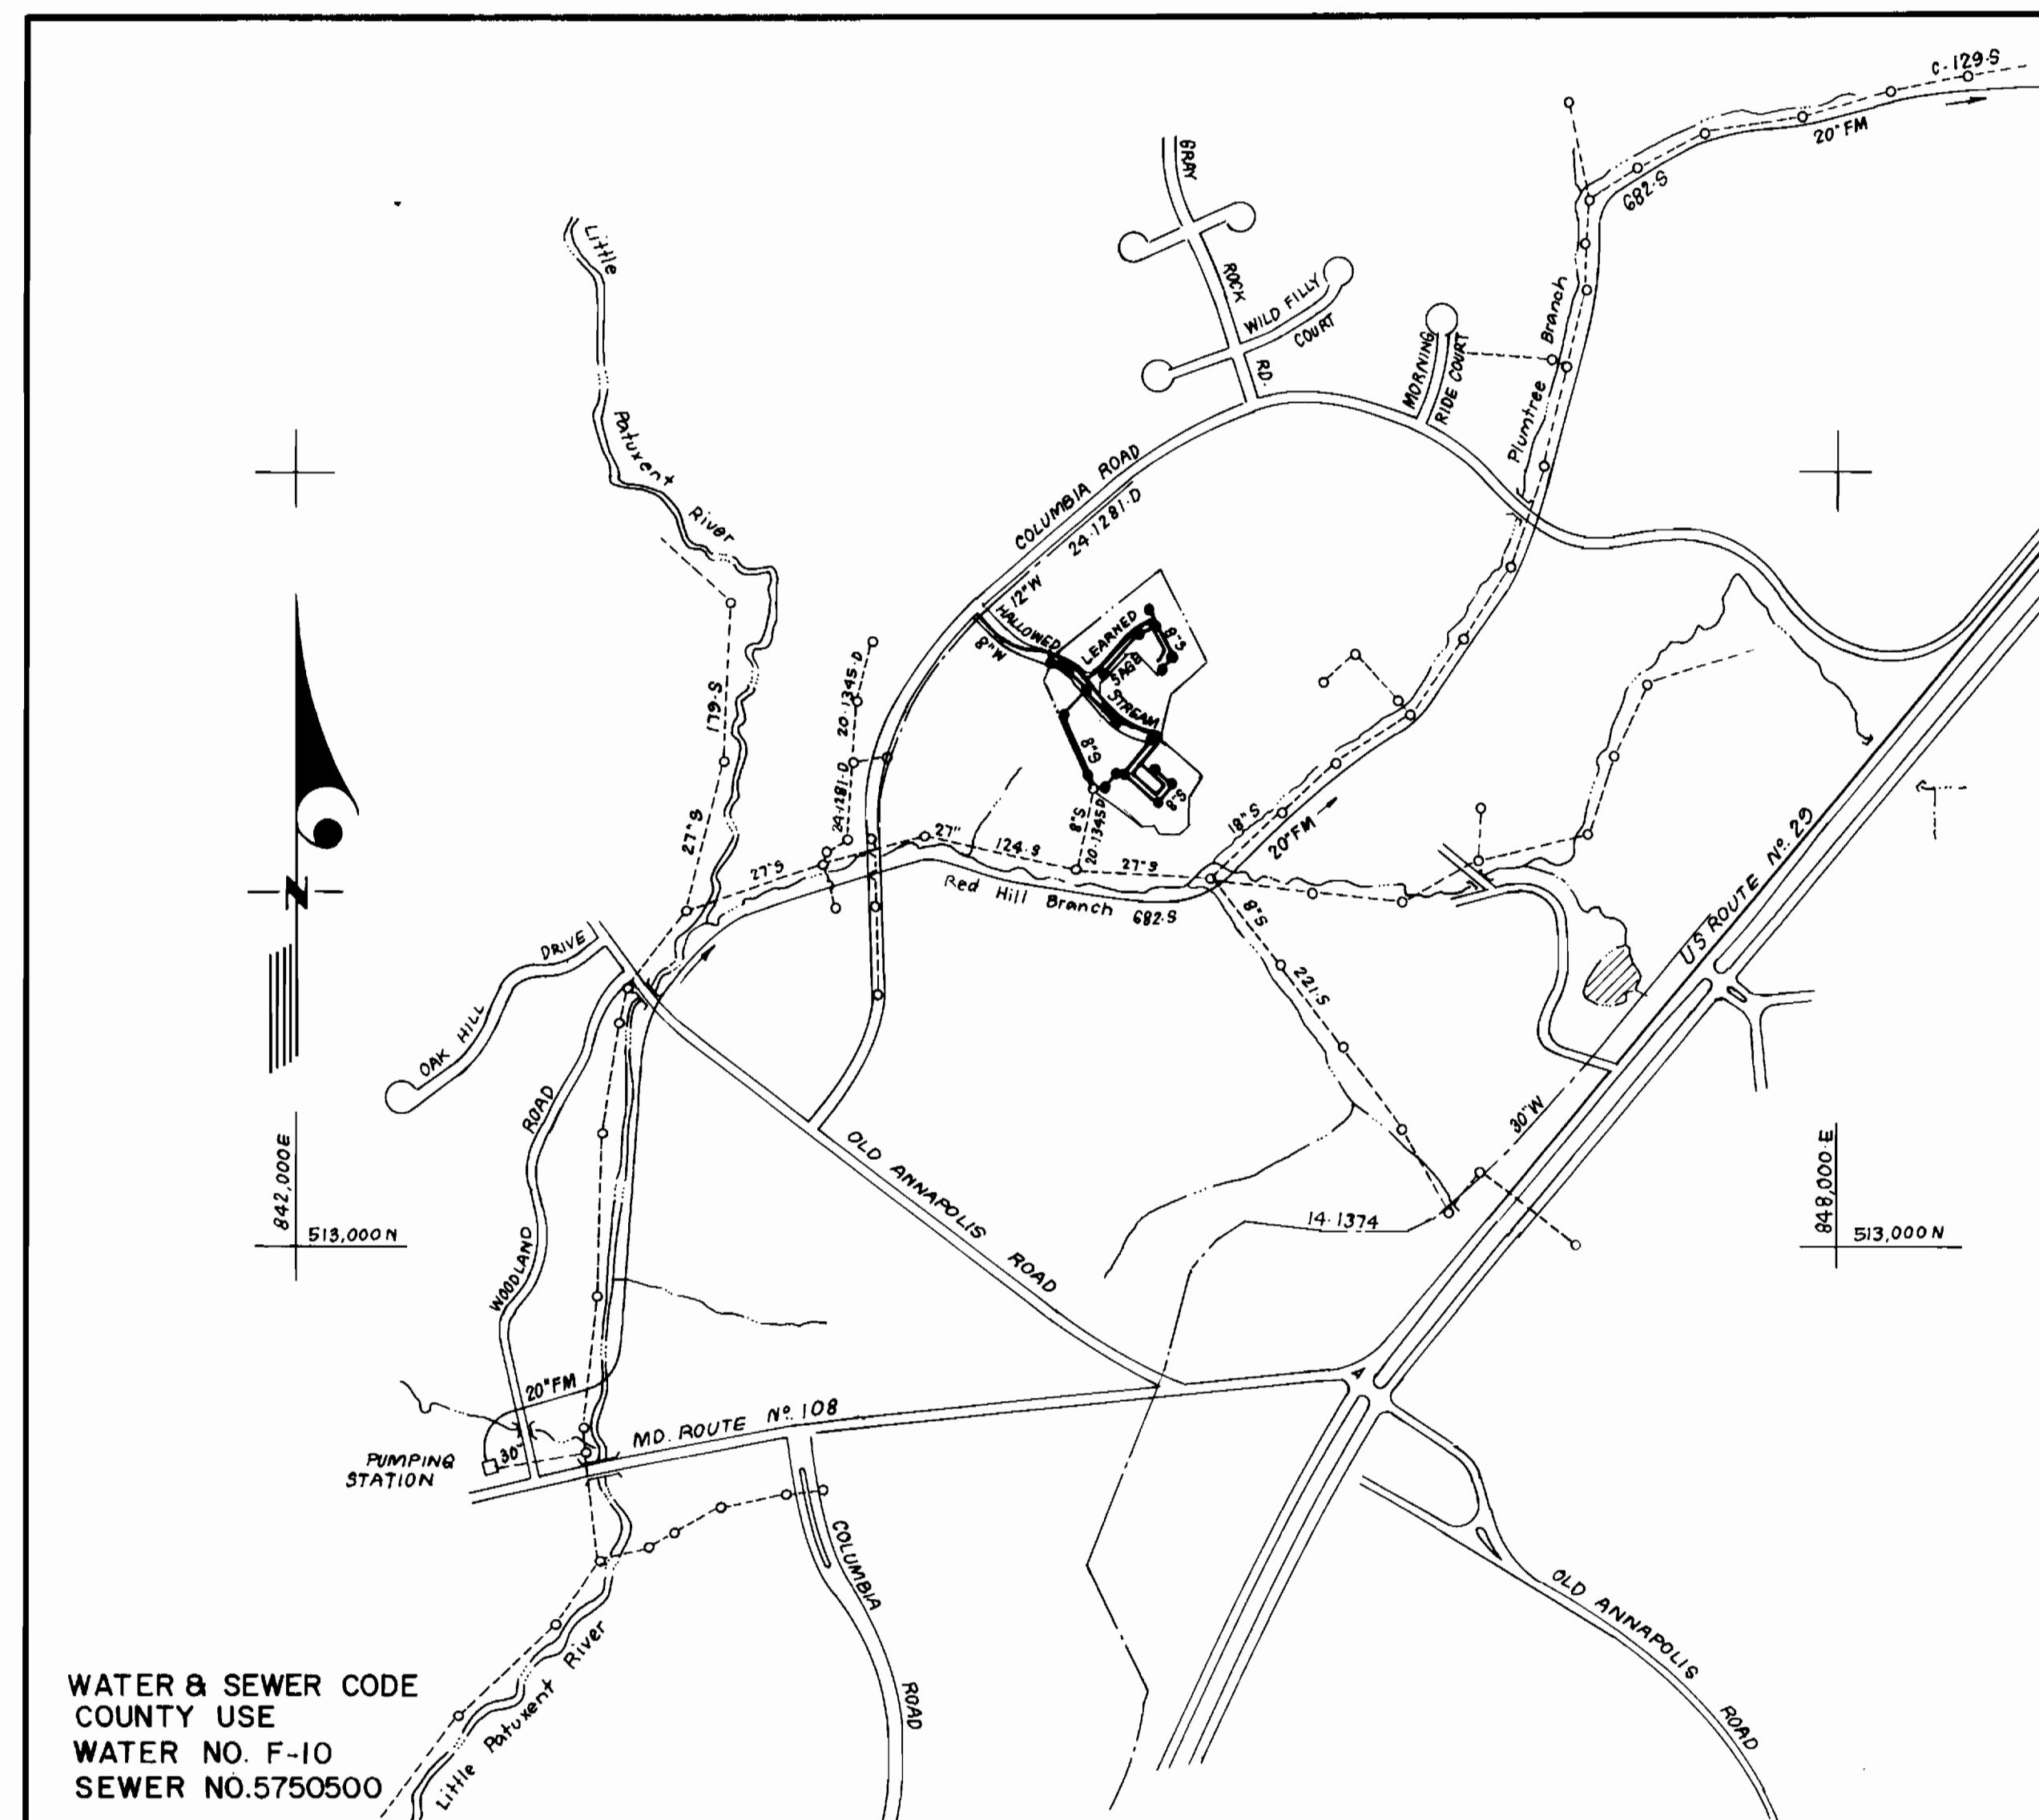 C-129-S
20"FM
682-S
GRAY
ROCK
RD.
WILD FILLY
COURT
MORNING
RIDE COURT
Plumtree Branch
Little
Patuxent
River
COLUMBIA ROAD
24-1281-D
12"W
HALLOWED
8"W
LEARNED
SAGE
STREAM
8"S
8"S
8"S
179-S
20-1345-D
24-1281-D
27"S
27"S
27"
124-S
8"S
20-1345D
27"S
18"S
20"FM
Red Hill Branch 682-S
8"S
221-S
US ROUTE No. 29
30"W
N
OAK HILL DRIVE
WOODLAND ROAD
OLD ANNAPOLIS ROAD
14-1374
842,000E
513,000N
848,000E
513,000N
20"FM
30"
PUMPING
STATION
MD. ROUTE No. 108
COLUMBIA
ROAD
OLD ANNAPOLIS ROAD
Little Patuxent River
WATER & SEWER CODE
COUNTY USE
WATER NO. F-10
SEWER NO.5750500